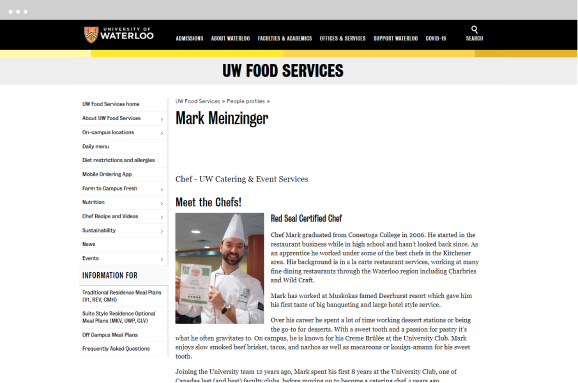 UNIVERSITY OF
WATERLOO
ADMISSIONS
ABOUT WATERLOO
FACULTIES & ACADEMICS
OFFICES & SERVICES
SUPPORT WATERLOO
COVID-19
SEARCH
UW FOOD SERVICES
UW Food Services home
About UW Food Services
On-campus locations
Daily menu
Diet restrictions and allergies
Mobile Ordering App
Farm to Campus Fresh
Nutrition
Chef Recipe and Videos
Sustainability
News
Events
INFORMATION FOR
Traditional Residence Meal Plans
(V1, REV, CMH)
Suite Style Residence Optional
Meal Plans (MKV, UWP, CLV)
Off Campus Meal Plans
Frequently Asked Questions
UW Food Services » People profiles »
Mark Meinzinger
Chef - UW Catering & Event Services
Meet the Chefs!
Red Seal Certified Chef
Chef Mark graduated from Conestoga College in 2006. He started in the
restaurant business while in high school and hasn't looked back since. As
an apprentice he worked under some of the best chefs in the Kitchener
area. His background is in a la carte restaurant services, working at many
fine dining restaurants through the Waterloo region including Charbries
and Wild Craft.
Mark has worked at Muskokas famed Deerhurst resort which gave him
his first taste of big banqueting and large hotel style service.
Over his career he spent a lot of time working dessert stations or being
the go-to for desserts. With a sweet tooth and a passion for pastry it's
what he often gravitates to. On campus, he is known for his Creme Brûlée at the University Club. Mark
enjoys slow smoked beef brisket, tacos, and nachos as well as macaroons or kouign-amann for his sweet
tooth.
Joining the University team 12 years ago, Mark spent his first 8 years at the University Club, one of
Canadas last (and best) faculty clubs, before moving on to become a catering chef 4 years ago.